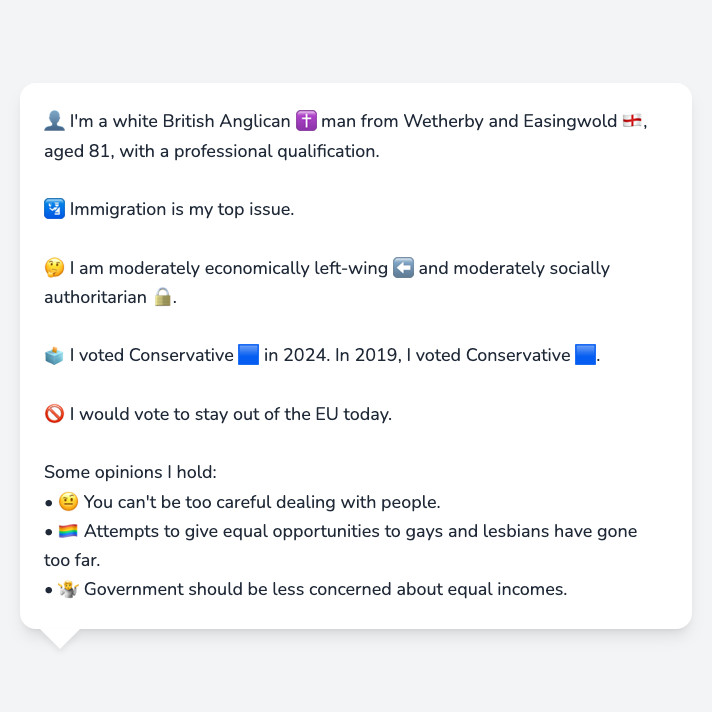 👤 I'm a white British Anglican ✝️ man from Wetherby and Easingwold 🏴󠁧󠁢󠁥󠁮󠁧󠁿,
aged 81, with a professional qualification.
🛂 Immigration is my top issue.
🤔 I am moderately economically left-wing ⬅️ and moderately socially
authoritarian 🔒.
🗳️ I voted Conservative 🟦 in 2024. In 2019, I voted Conservative 🟦.
🚫 I would vote to stay out of the EU today.
Some opinions I hold:
• 🤨 You can't be too careful dealing with people.
• 🏳️‍🌈 Attempts to give equal opportunities to gays and lesbians have gone
too far.
• 🤷 Government should be less concerned about equal incomes.